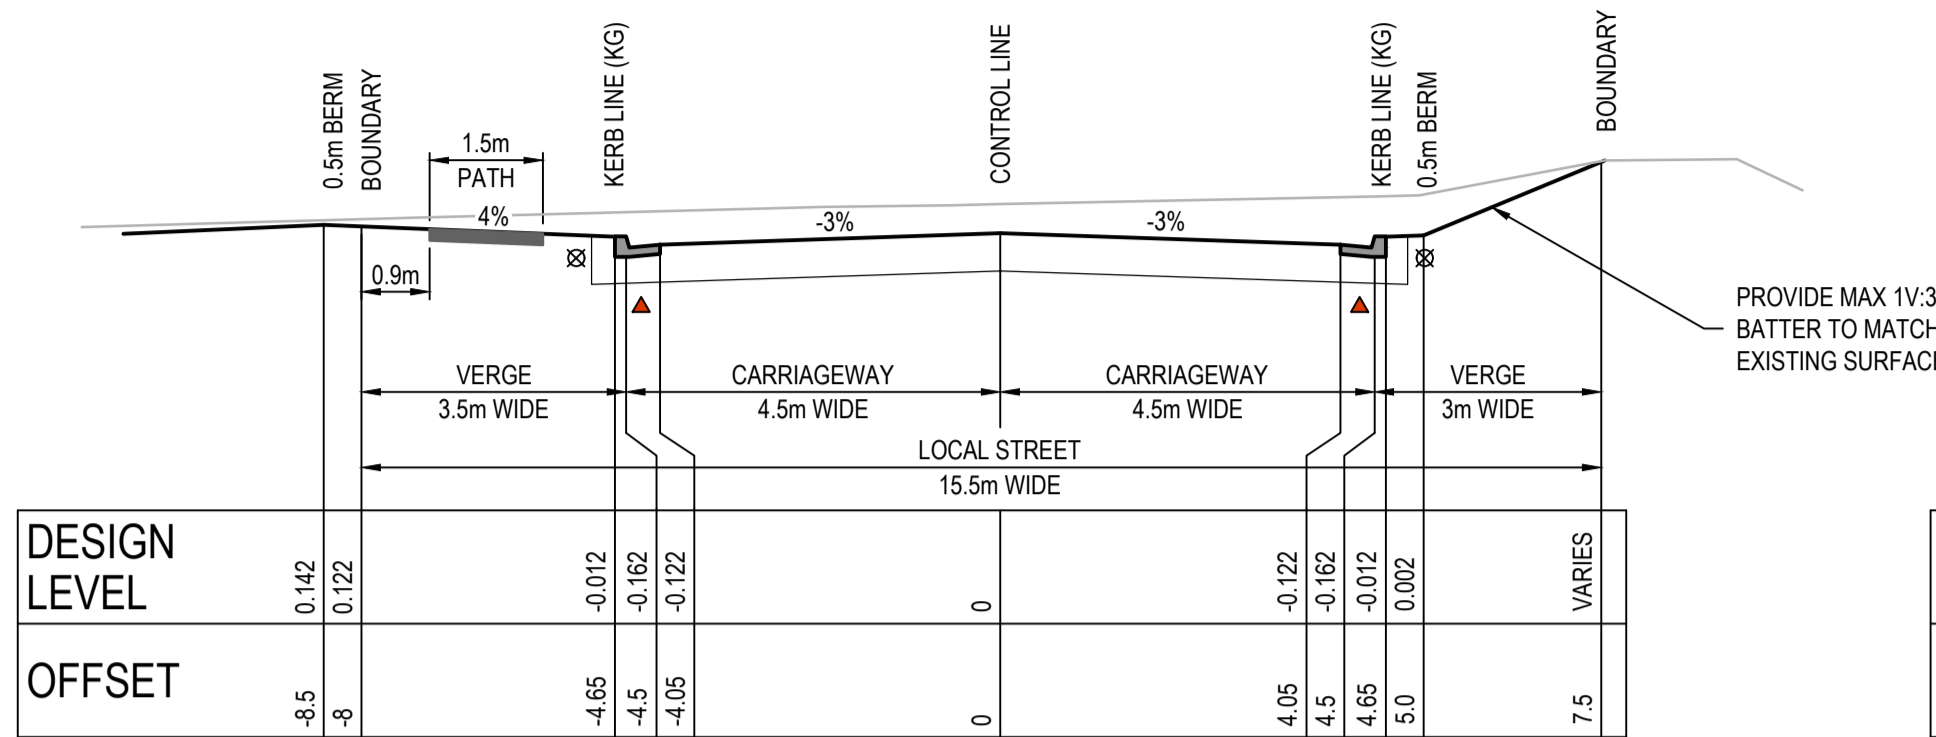 0.5m BERM
BOUNDARY
KERB LINE (KG)
CONTROL LINE
KERB LINE (KG)
0.5m BERM
BOUNDARY
1.5m
PATH
4%
-3%
-3%
0.9m
PROVIDE MAX 1V:3
BATTER TO MATCH
EXISTING SURFAC
VERGE
3.5m WIDE
CARRIAGEWAY
4.5m WIDE
CARRIAGEWAY
4.5m WIDE
VERGE
3m WIDE
LOCAL STREET
15.5m WIDE
DESIGN
LEVEL
0.142
0.122
-0.012
-0.162
-0.122
0
-0.122
-0.162
-0.012
0.002
VARIES
OFFSET
-8.5
-8
-4.65
-4.5
-4.05
0
4.05
4.5
4.65
5.0
7.5